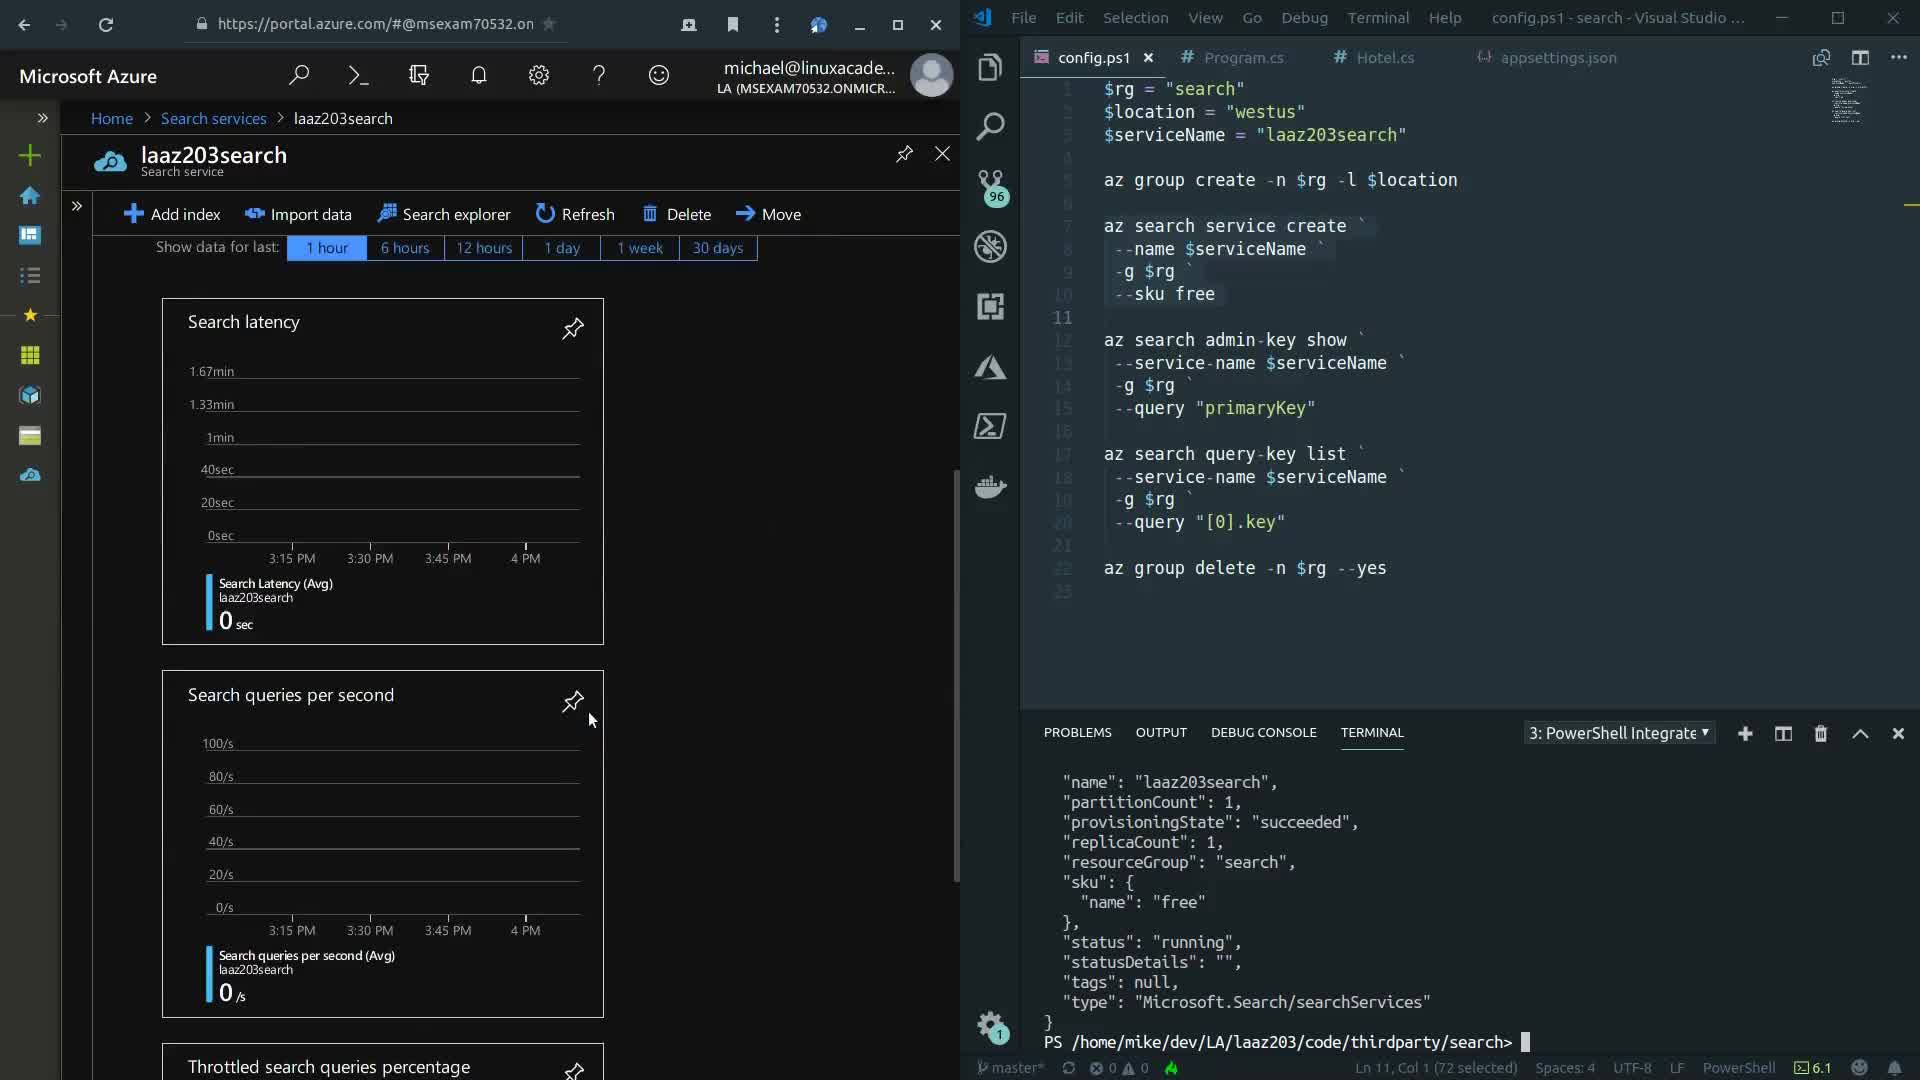 https://portal.azure.com/#@msexam70532.on
Microsoft Azure
michael@linuxacade...
LA (MSEXAM70532.ONMICR...
Home > Search services > laaz203search
laaz203search
Search service
Add index
Import data
Search explorer
Refresh
Delete
Move
Show data for last:
1 hour
6 hours
12 hours
1 day
1 week
30 days
Search latency
1.67min
1.33min
1min
40sec
20sec
0sec
3:15 PM
3:30 PM
3:45 PM
4 PM
Search Latency (Avg)
laaz203search
0 sec
Search queries per second
100/s
80/s
60/s
40/s
20/s
0/s
3:15 PM
3:30 PM
3:45 PM
4 PM
Search queries per second (Avg)
laaz203search
0 /s
Throttled search queries percentage
File Edit Selection View Go Debug Terminal Help
config.ps1 - search - Visual Studio ...
config.ps1
# Program.cs
# Hotel.cs
appsettings.json
96
1
1 $rg = "search"
2 $location = "westus"
3 $serviceName = "laaz203search"
4
5 az group create -n $rg -l $location
6
7 az search service create `
8 --name $serviceName `
9 -g $rg `
10 --sku free
11
12 az search admin-key show `
13 --service-name $serviceName `
14 -g $rg `
15 --query "primaryKey"
16
17 az search query-key list `
18 --service-name $serviceName `
19 -g $rg `
20 --query "[0].key"
21
22 az group delete -n $rg --yes
23
PROBLEMS OUTPUT DEBUG CONSOLE TERMINAL
3: PowerShell Integrate
"name": "laaz203search",
"partitionCount": 1,
"provisioningState": "succeeded",
"replicaCount": 1,
"resourceGroup": "search",
"sku": {
"name": "free"
},
"status": "running",
"statusDetails": "",
"tags": null,
"type": "Microsoft.Search/searchServices"
}
PS /home/mike/dev/LA/laaz203/code/thirdparty/search>
master*
0
0
Ln 11, Col 1 (72 selected)
Spaces: 4
UTF-8
LF
PowerShell
6.1